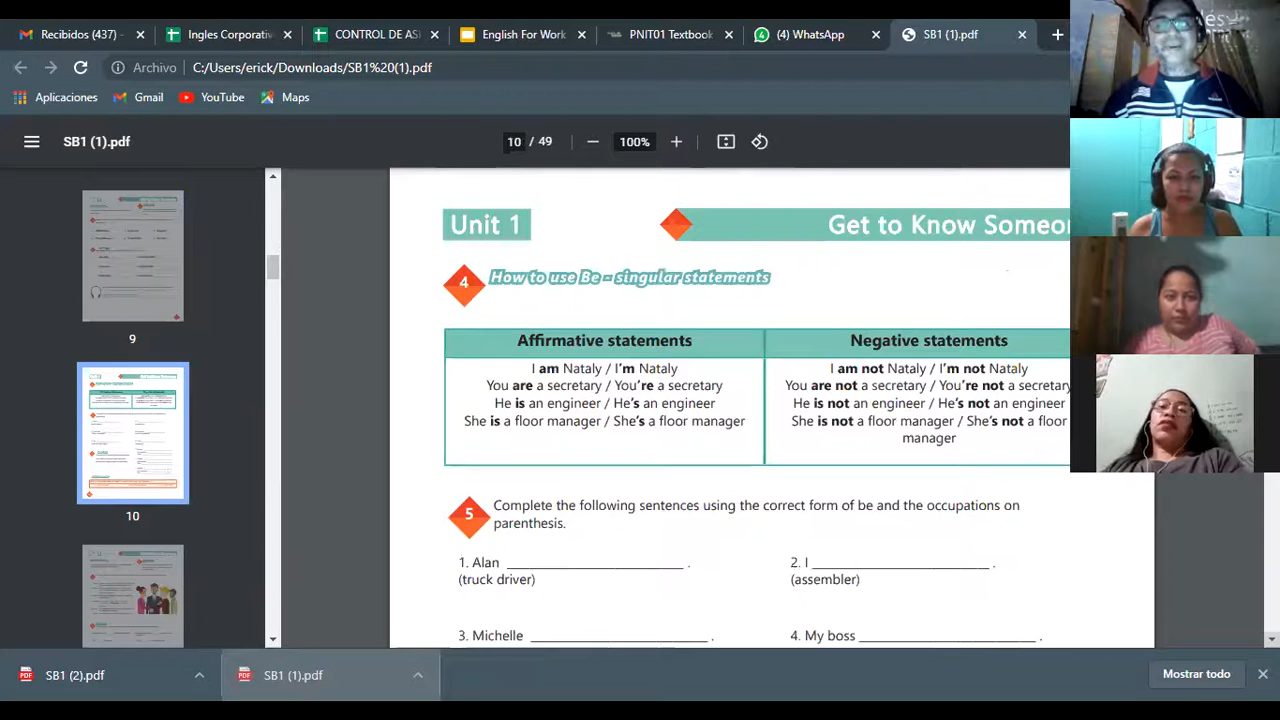 Recibidos (437) -
Ingles Corporativ
CONTROL DE AS
English For Work
PNIT01 Textbook
(4) WhatsApp
SB1 (1).pdf
Archivo
C:/Users/erick/Downloads/SB1%20(1).pdf
Aplicaciones
Gmail
YouTube
Maps
SB1 (1).pdf
10 / 49
100%
9
10
Unit 1
Get to Know Someo
4
How to use Be - singular statements
Affirmative statements
I am Nataly / I'm Nataly
You are a secretary / You're a secretary
He is an engineer / He's an engineer
She is a floor manager / She's a floor manager
Negative statements
I am not Nataly / I'm not Nataly
You are not a secretary / You're not a secretary
He is not an engineer / He's not an engineer
She is not a floor manager / She's not a floor
manager
5
Complete the following sentences using the correct form of be and the occupations on
parenthesis.
1. Alan ________________________ .
(truck driver)
2. I ________________________ .
(assembler)
3. Michelle ________________________ .
4. My boss ________________________ .
SB1 (2).pdf
SB1 (1).pdf
Mostrar todo